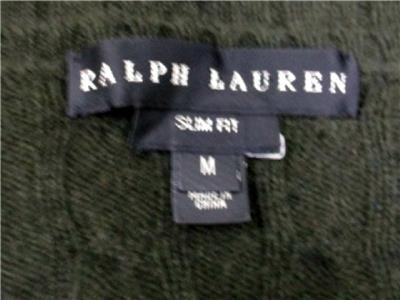 RALPH LAUREN
SLIM FIT
M
MADE IN
CHINA